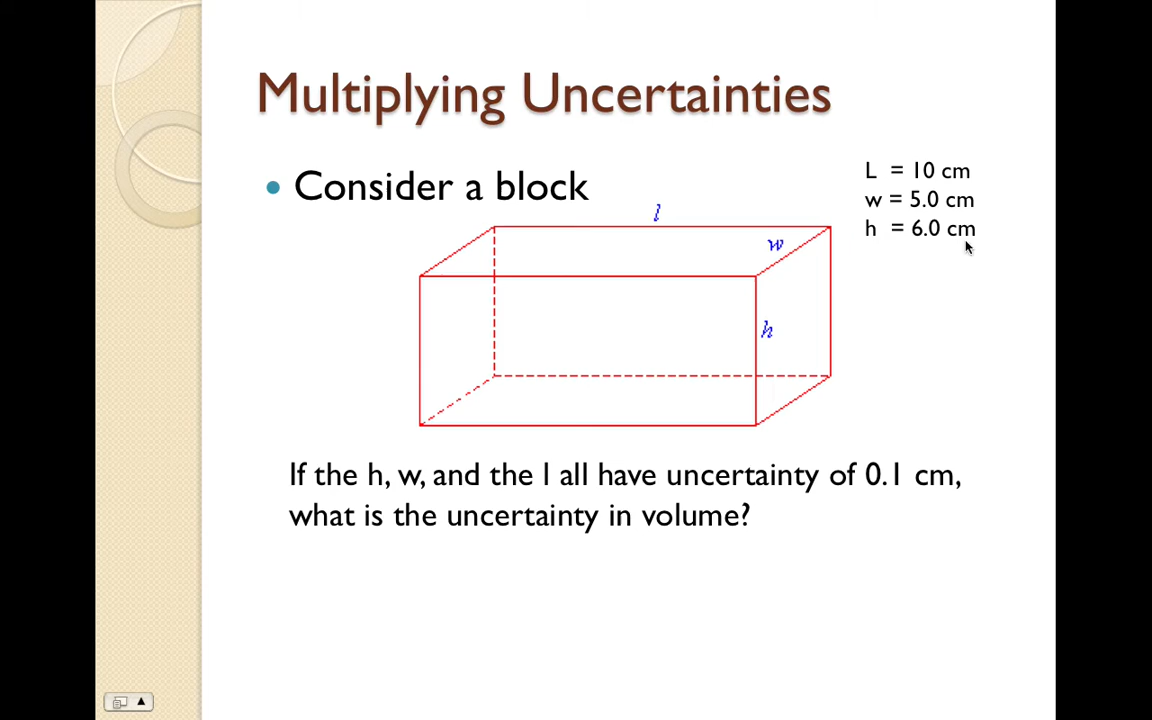 Multiplying Uncertainties
Consider a block
L = 10 cm
w = 5.0 cm
h = 6.0 cm
l
w
h
If the h, w, and the l all have uncertainty of 0.1 cm,
what is the uncertainty in volume?